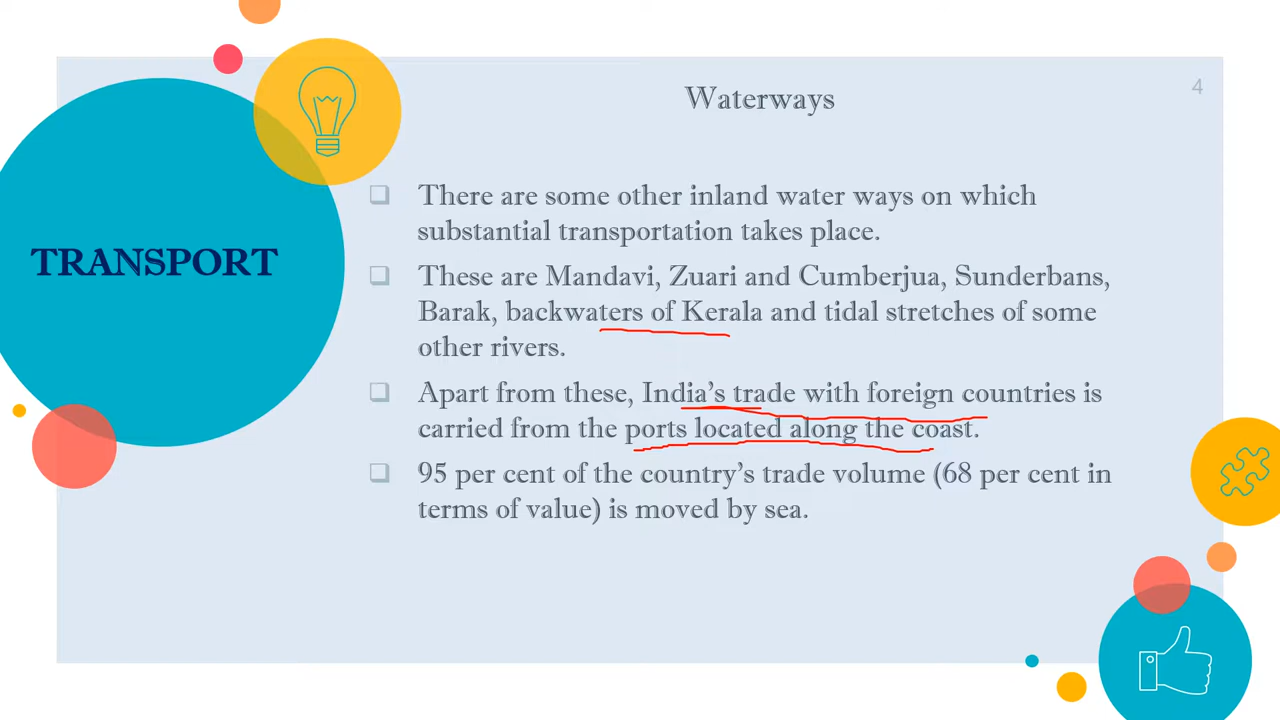 4
Waterways
TRANSPORT
There are some other inland water ways on which
substantial transportation takes place.
These are Mandavi, Zuari and Cumberjua, Sunderbans,
Barak, backwaters of Kerala and tidal stretches of some
other rivers.
Apart from these, India’s trade with foreign countries is
carried from the ports located along the coast.
95 per cent of the country’s trade volume (68 per cent in
terms of value) is moved by sea.